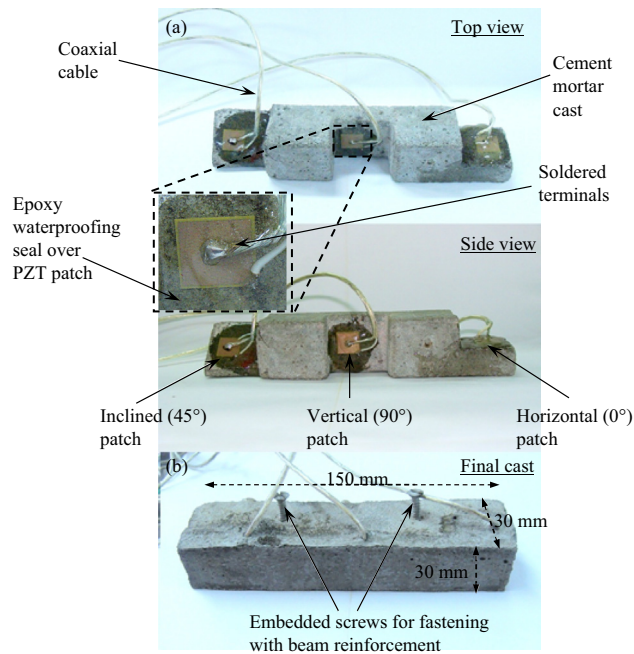 (a)
Top view
Coaxial
cable
Cement
mortar
cast
Soldered
terminals
Epoxy
waterproofing
seal over
PZT patch
Side view
Inclined (45°)
patch
Vertical (90°)
patch
Horizontal (0°)
patch
(b)
Final cast
150 mm
30 mm
30 mm
Embedded screws for fastening
with beam reinforcement